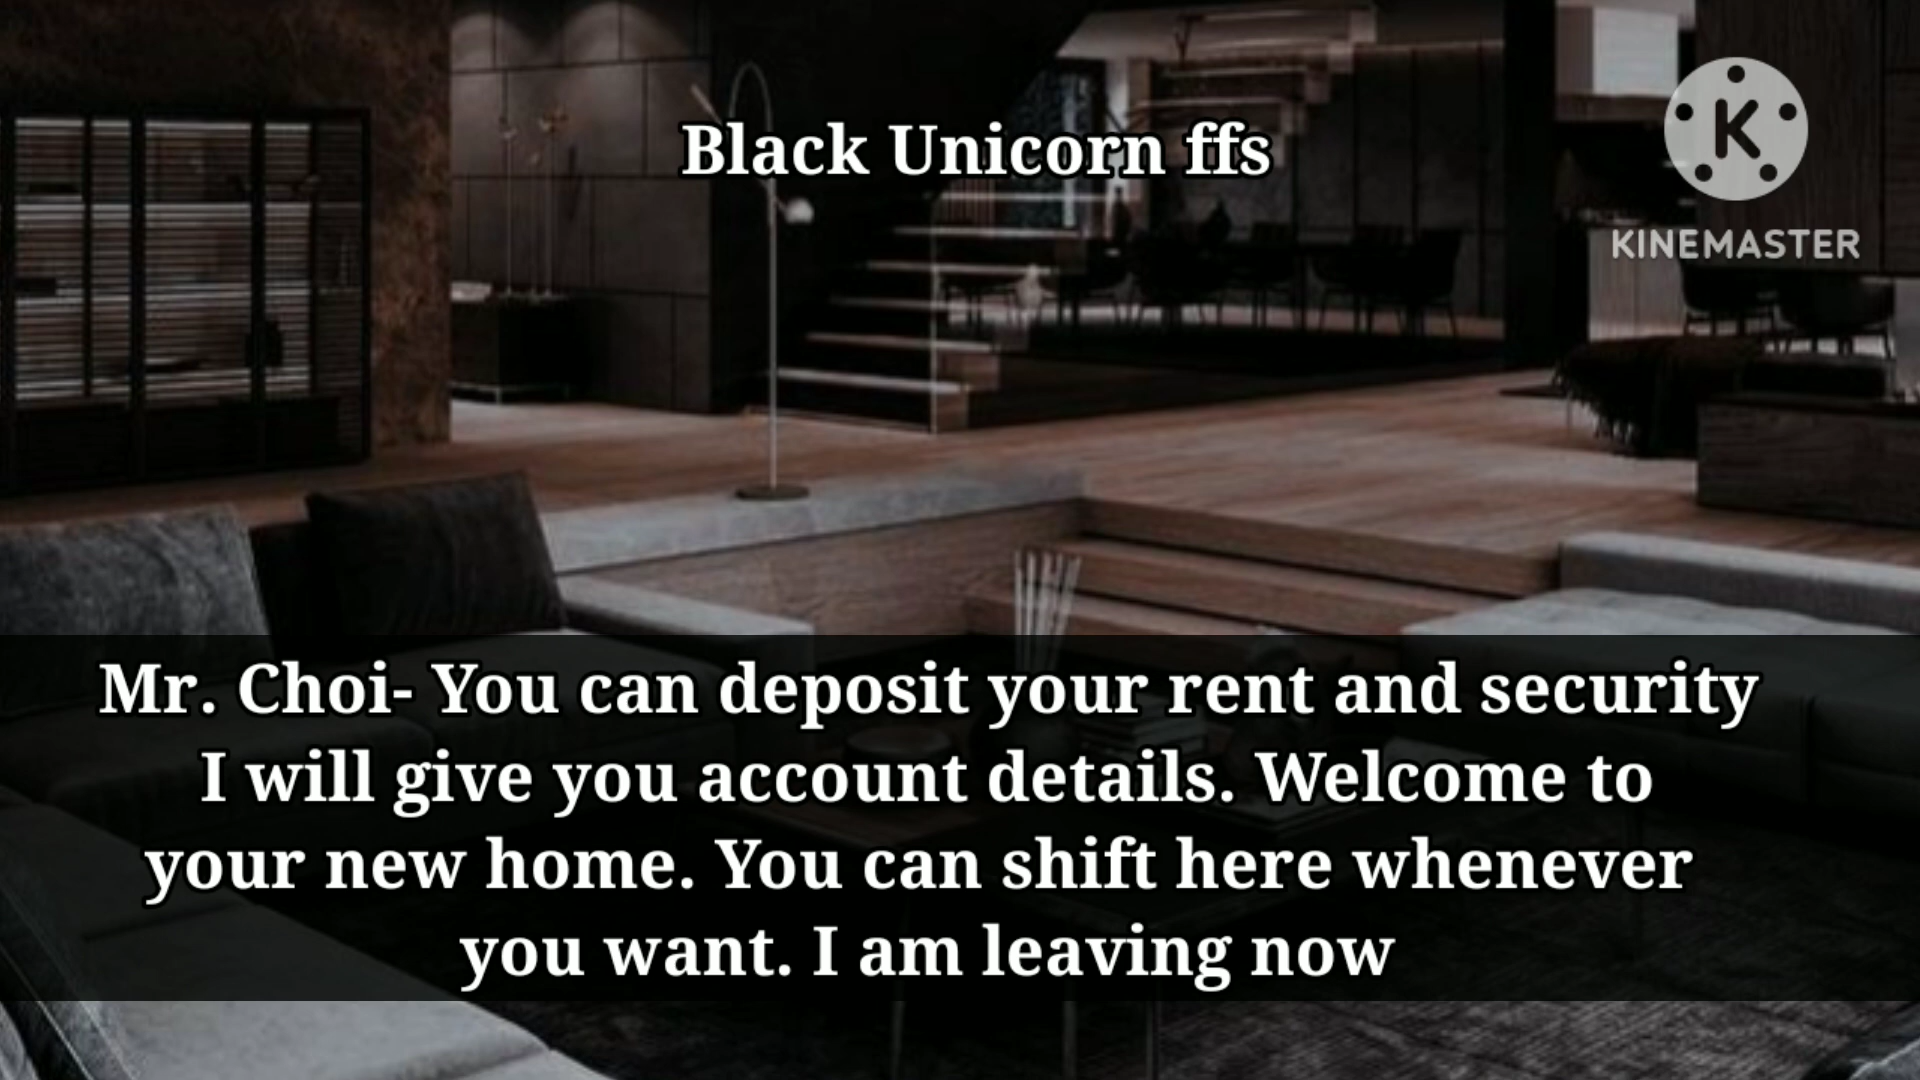 Black Unicorn ffs
K
KINEMASTER
Mr. Choi- You can deposit your rent and security
I will give you account details. Welcome to
your new home. You can shift here whenever
you want. I am leaving now